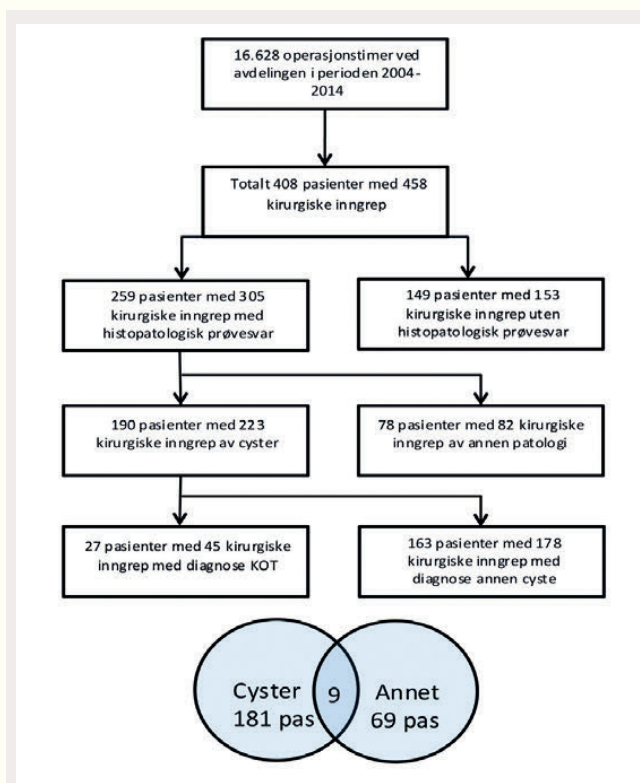 16.628 operasjonstimer ved
avdelingen i perioden 2004-
2014
Totalt 408 pasienter med 458
kirurgiske inngrep
259 pasienter med 305
kirurgiske inngrep med
histopatologisk prøvesvar
149 pasienter med 153
kirurgiske inngrep uten
histopatologisk prøvesvar
190 pasienter med 223
kirurgiske inngrep av cyster
78 pasienter med 82 kirurgiske
inngrep av annen patologi
27 pasienter med 45 kirurgiske
inngrep med diagnose KOT
163 pasienter med 178
kirurgiske inngrep med
diagnose annen cyste
Cyster
181 pas
9
Annet
69 pas